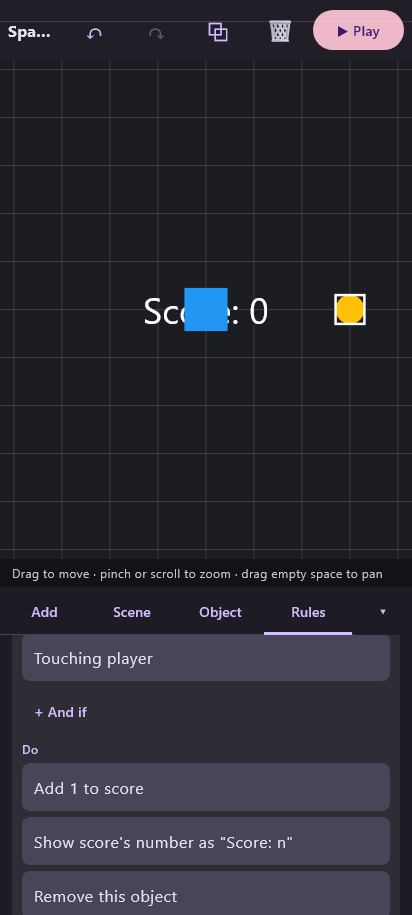 Spa...
Play
Score: 0
Drag to move · pinch or scroll to zoom · drag empty space to pan
Add
Scene
Object
Rules
Touching player
+ And if
Do
Add 1 to score
Show score's number as "Score: n"
Remove this object